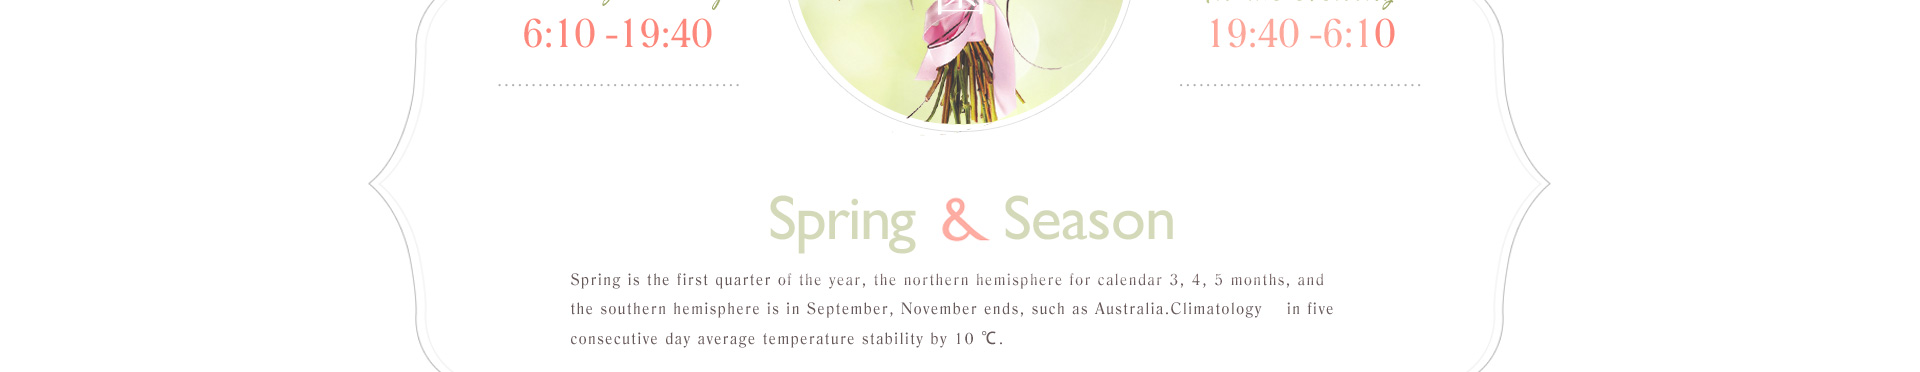 6:10 -19:40
19:40 -6:10
Spring & Season
Spring is the first quarter of the year, the northern hemisphere for calendar 3, 4, 5 months, and
the southern hemisphere is in September, November ends, such as Australia.Climatology in five
consecutive day average temperature stability by 10 ℃.